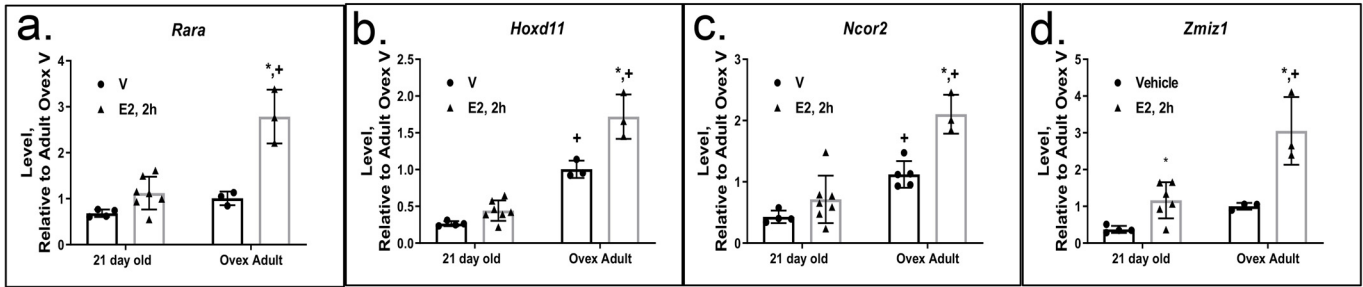 a.
Rara
Level,
Relative to Adult Ovex V
4
3
2
1
0
V
E2, 2h
*,+
21 day old
Ovex Adult
b.
Hoxd11
Level,
Relative to Adult Ovex V
2.5
2.0
1.5
1.0
0.5
0.0
V
E2, 2h
+
*,+
21 day old
Ovex Adult
c.
Ncor2
Level,
Relative to Adult Ovex V
3
2
1
0
V
E2, 2h
+
*,+
21 day old
Ovex Adult
d.
Zmiz1
Level,
Relative to Adult Ovex V
5
4
3
2
1
0
Vehicle
E2, 2h
*
*,+
21 day old
Ovex Adult